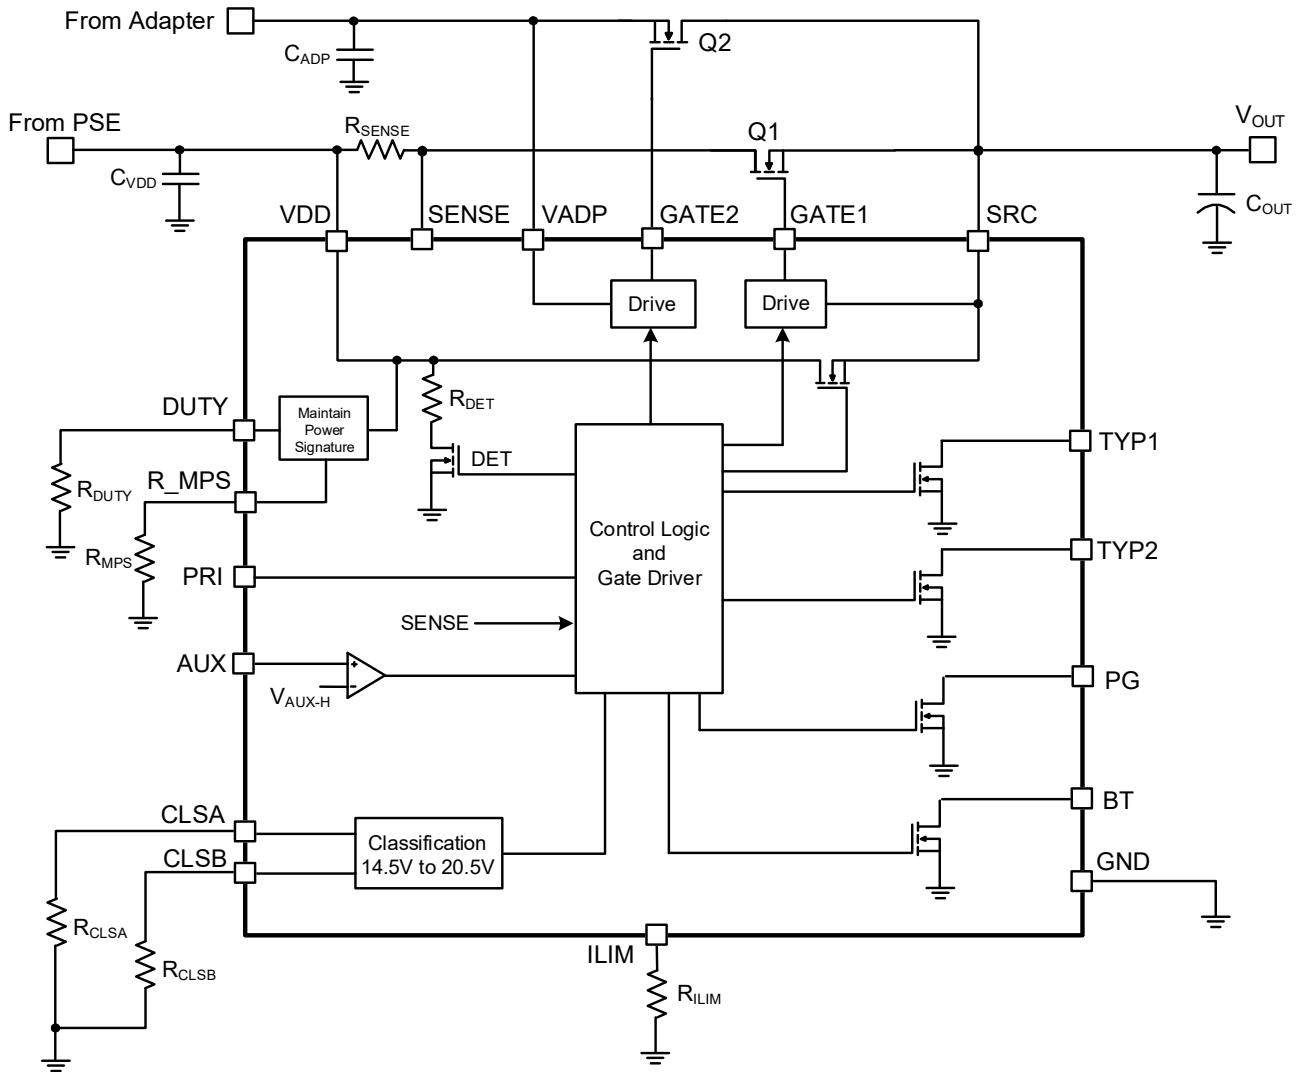 From Adapter
C_ADP
Q2
From PSE
R_SENSE
Q1
V_OUT
C_VDD
C_OUT
VDD
SENSE
VADP
GATE2
GATE1
SRC
Drive
Drive
DUTY
Maintain
Power
Signature
R_DET
DET
R_DUTY
R_MPS
R_MPS
TYP1
Control Logic
and
Gate Driver
TYP2
PRI
SENSE
AUX
+
-
V_AUX-H
PG
CLSA
CLSB
Classification
14.5V to 20.5V
BT
GND
R_CLSA
R_CLSB
ILIM
R_ILIM